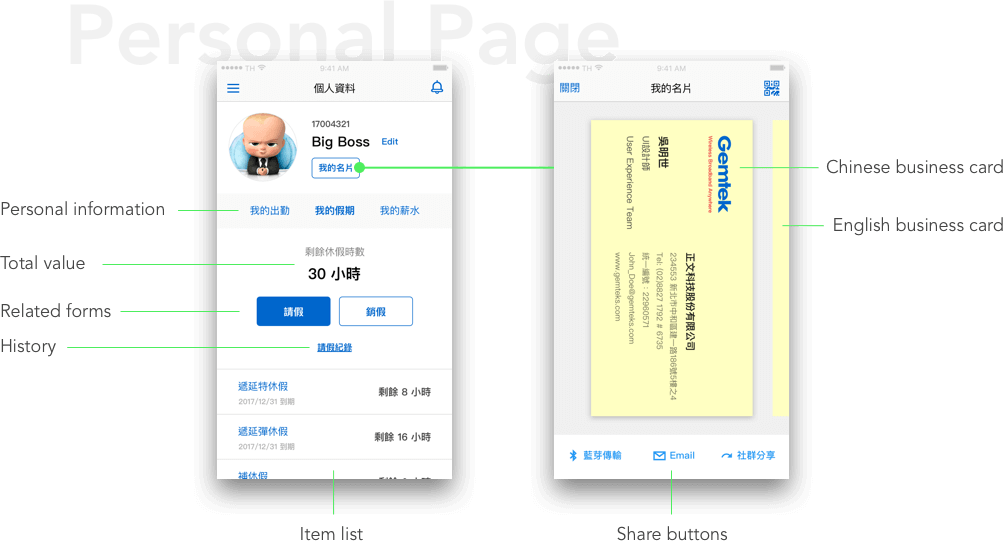 Personal Page
TH
9:41 AM
個人資料
17004321
Big Boss Edit
我的名片
我的出勤 我的假期 我的薪水
剩餘休假時數
30 小時
請假 銷假
請假紀錄
遞延特休假
2017/12/31 到期
剩餘 8 小時
遞延彈休假
2017/12/31 到期
剩餘 16 小時
補休假
Personal information
Total value
Related forms
History
Item list
TH
9:41 AM
關閉 我的名片
Gemtek
Wireless Broadband Anywhere
吳明世
UI設計師
User Experience Team
正文科技股份有限公司
234553 新北市中和區建一路186號5樓之4
Tel: (02)8827 1792 # 6735
統一編號：22960571
John_Doe@gemteks.com
www.gemteks.com
藍芽傳輸 Email 社群分享
Chinese business card
English business card
Share buttons